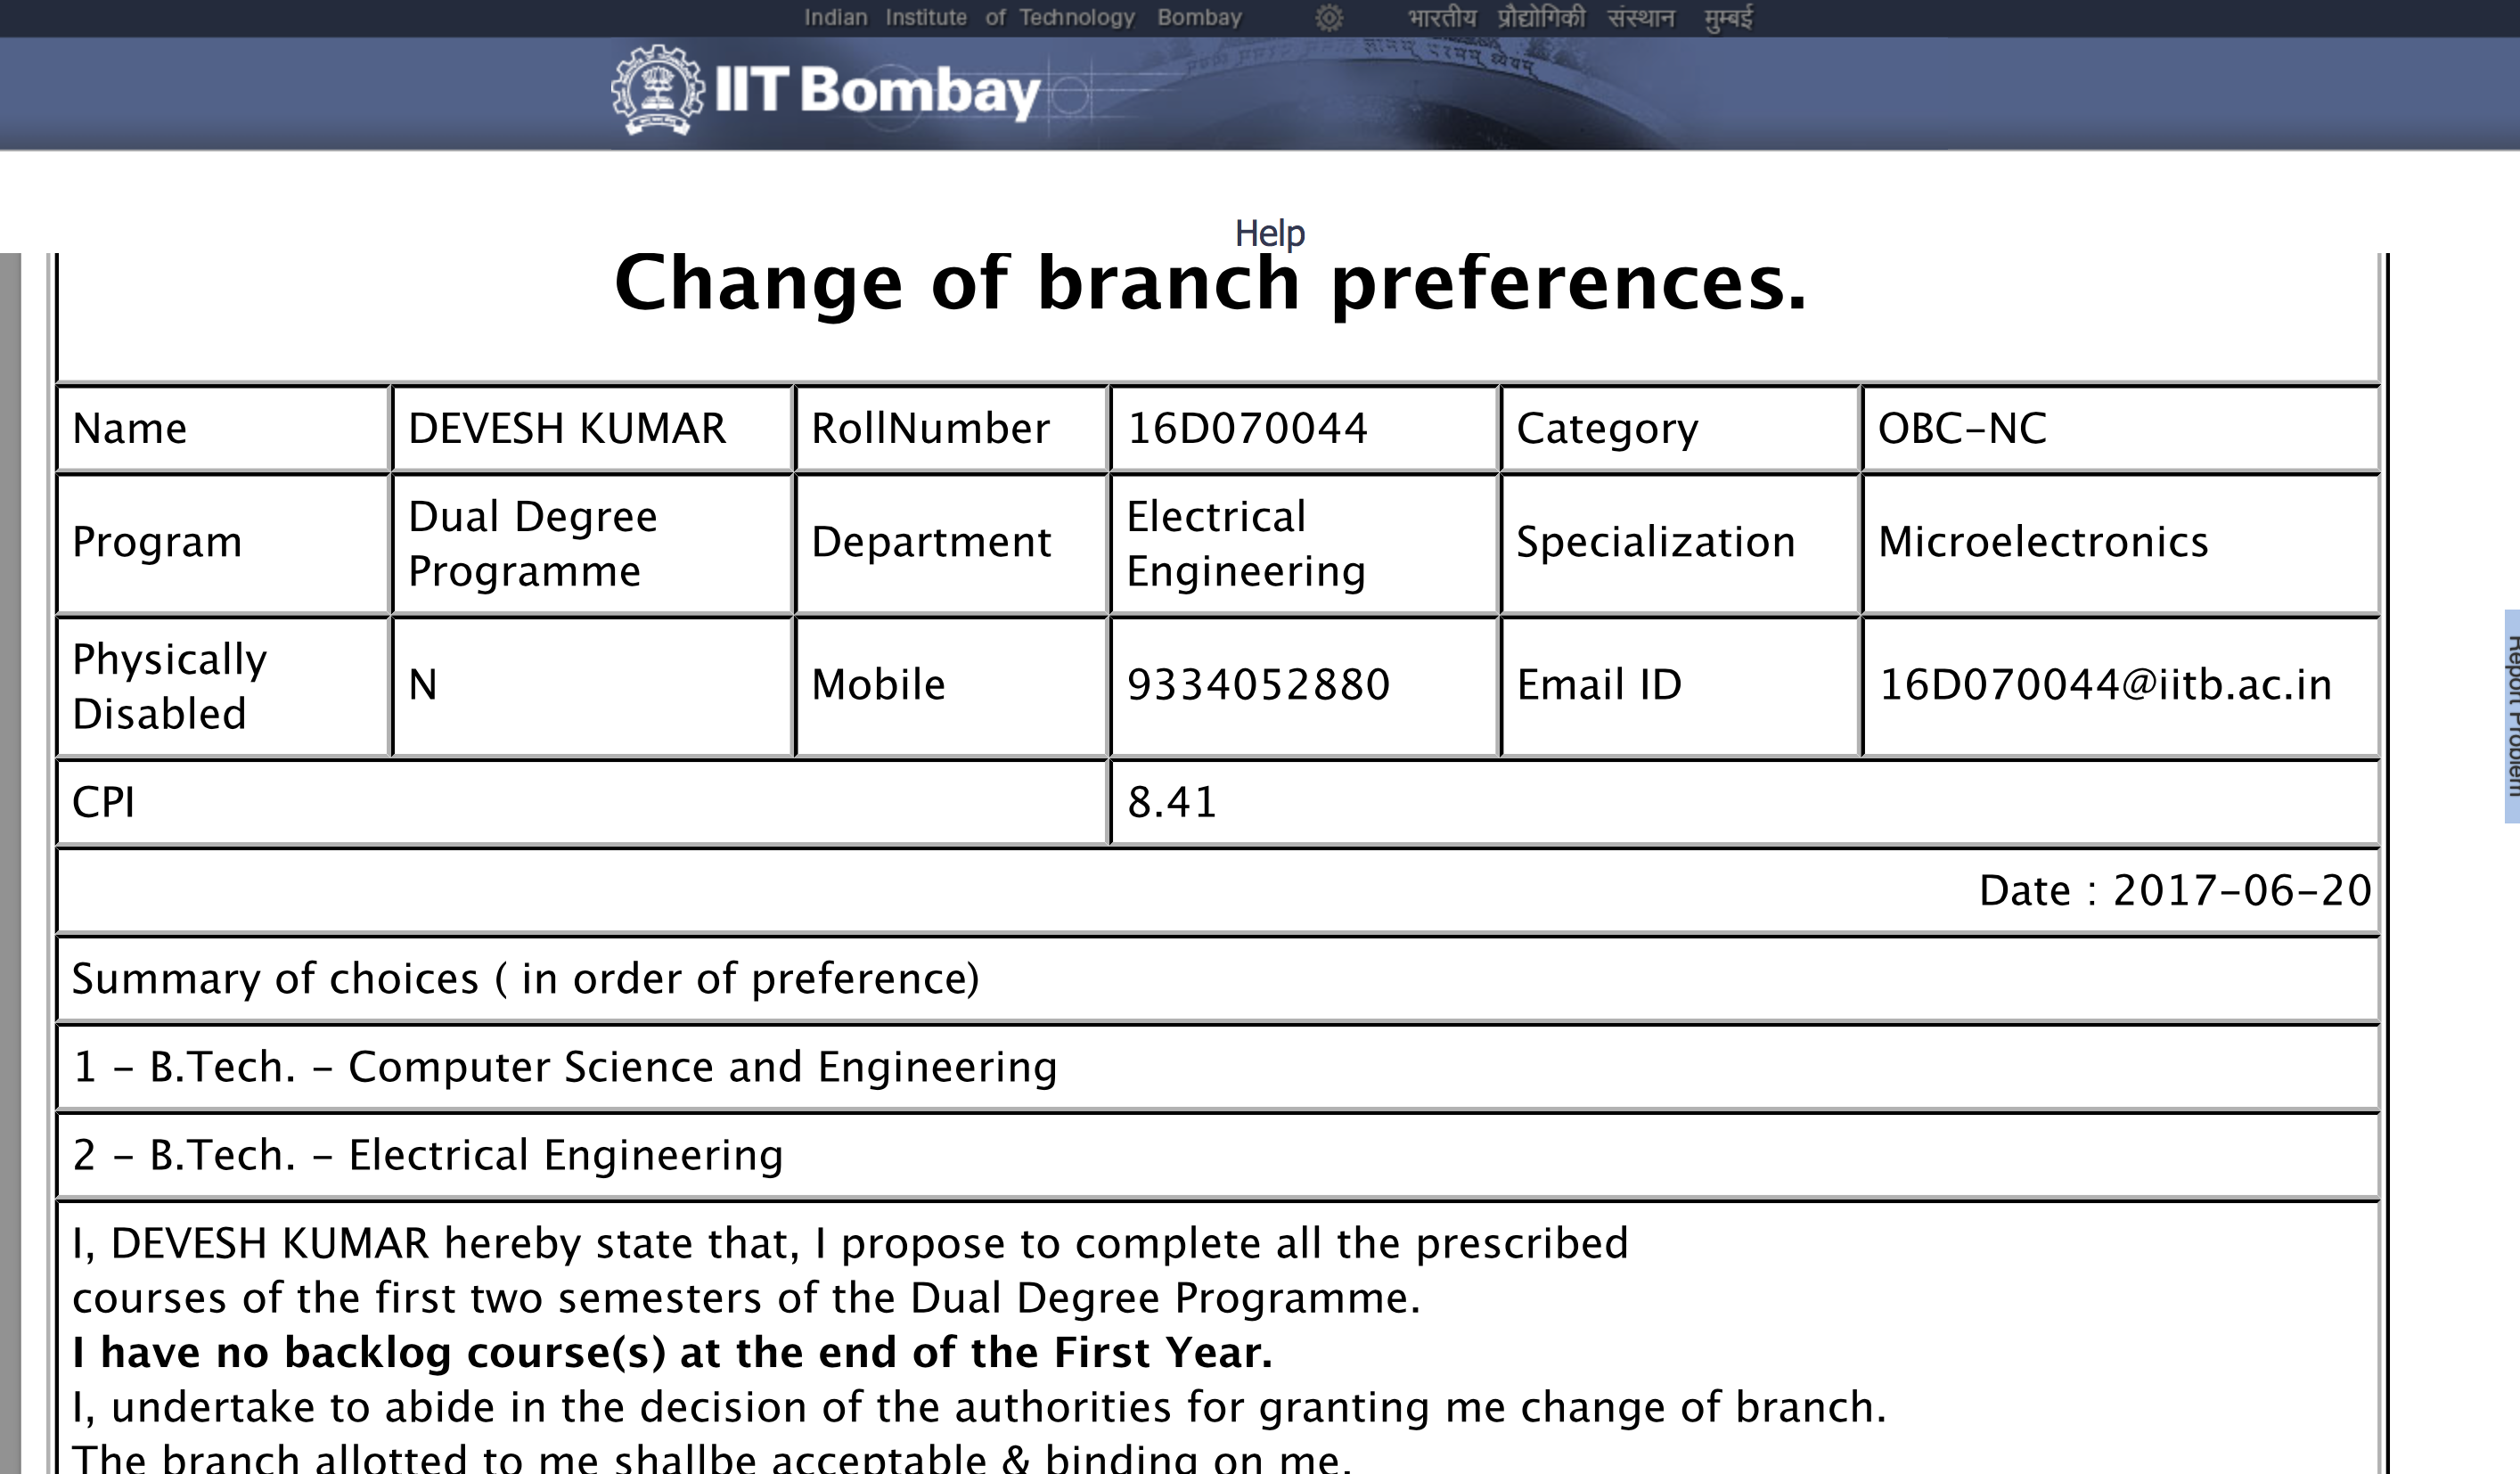 Indian Institute of Technology Bombay भारतीय प्रौद्योगिकी संस्थान मुम्बई
IIT Bombay
Help
Change of branch preferences.
Name DEVESH KUMAR RollNumber 16D070044 Category OBC-NC
Program Dual Degree Programme Department Electrical Engineering Specialization Microelectronics
Physically Disabled N Mobile 9334052880 Email ID 16D070044@iitb.ac.in
CPI 8.41
Date : 2017-06-20
Summary of choices ( in order of preference)
1 - B.Tech. - Computer Science and Engineering
2 - B.Tech. - Electrical Engineering
I, DEVESH KUMAR hereby state that, I propose to complete all the prescribed
courses of the first two semesters of the Dual Degree Programme.
I have no backlog course(s) at the end of the First Year.
I, undertake to abide in the decision of the authorities for granting me change of branch.
The branch allotted to me shallbe acceptable & binding on me.
Report Problem